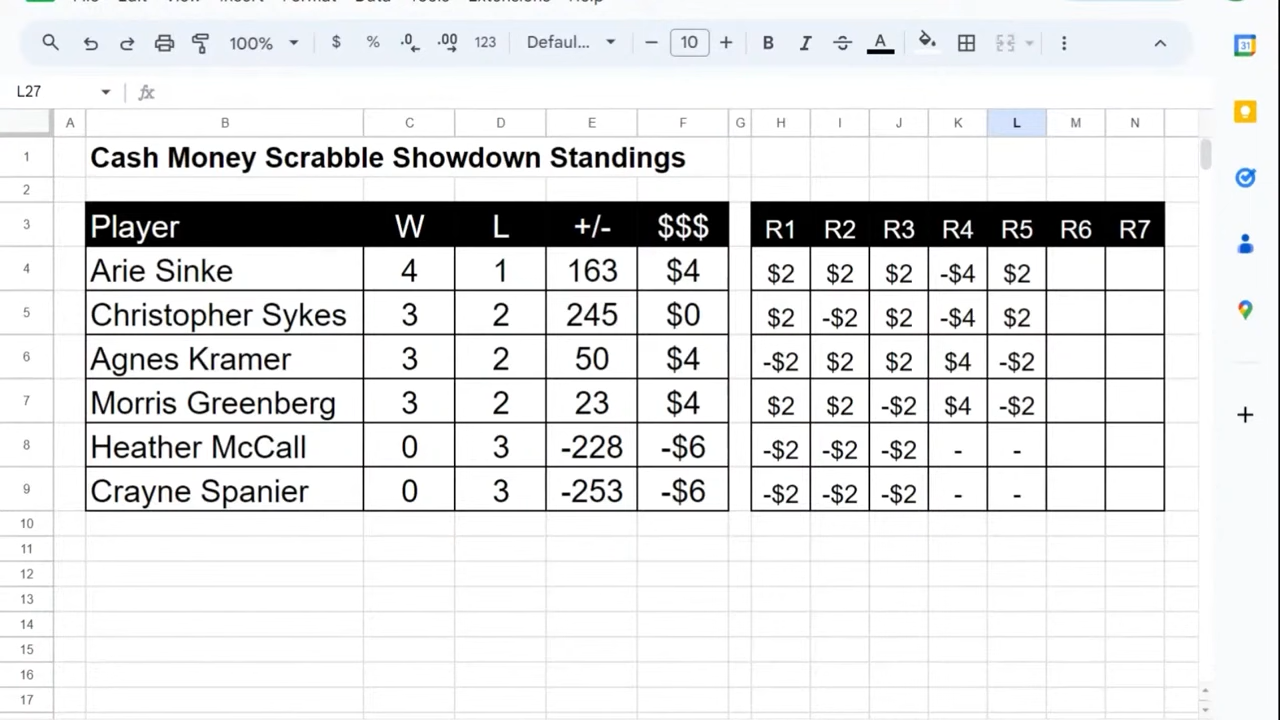 100% $ % .0 .00 123 Defaul... − 10 + B I A
L27 fx
A B C D E F G H I J K L M N
1 Cash Money Scrabble Showdown Standings
2
3 Player W L +/- $$$ R1 R2 R3 R4 R5 R6 R7
4 Arie Sinke 4 1 163 $4 $2 $2 $2 -$4 $2
5 Christopher Sykes 3 2 245 $0 $2 -$2 $2 -$4 $2
6 Agnes Kramer 3 2 50 $4 -$2 $2 $2 $4 -$2
7 Morris Greenberg 3 2 23 $4 $2 $2 -$2 $4 -$2
8 Heather McCall 0 3 -228 -$6 -$2 -$2 -$2 - -
9 Crayne Spanier 0 3 -253 -$6 -$2 -$2 -$2 - -
10
11
12
13
14
15
16
17
31